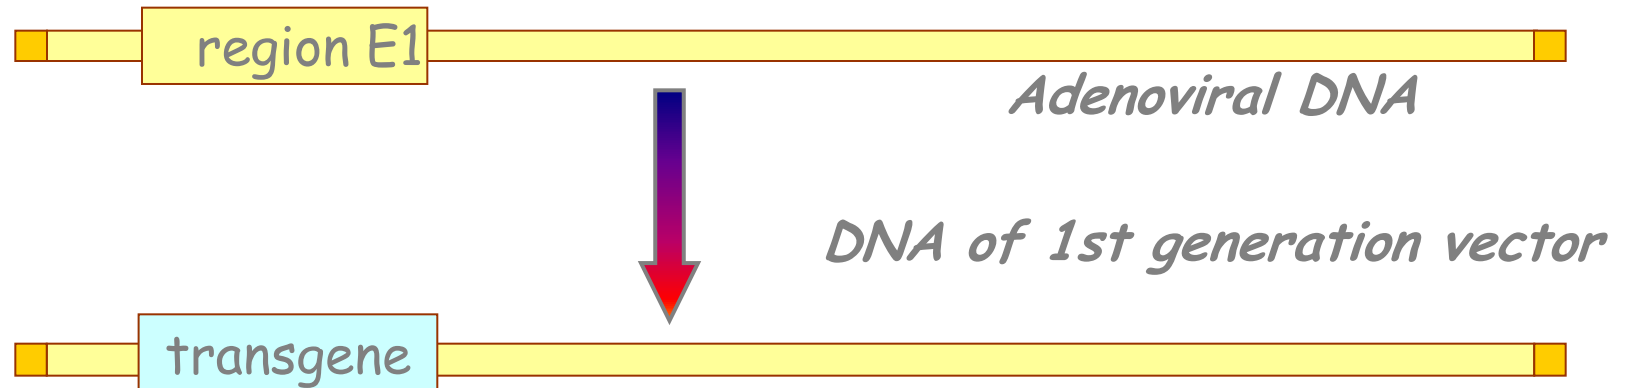 region E1
Adenoviral DNA
DNA of 1st generation vector
transgene